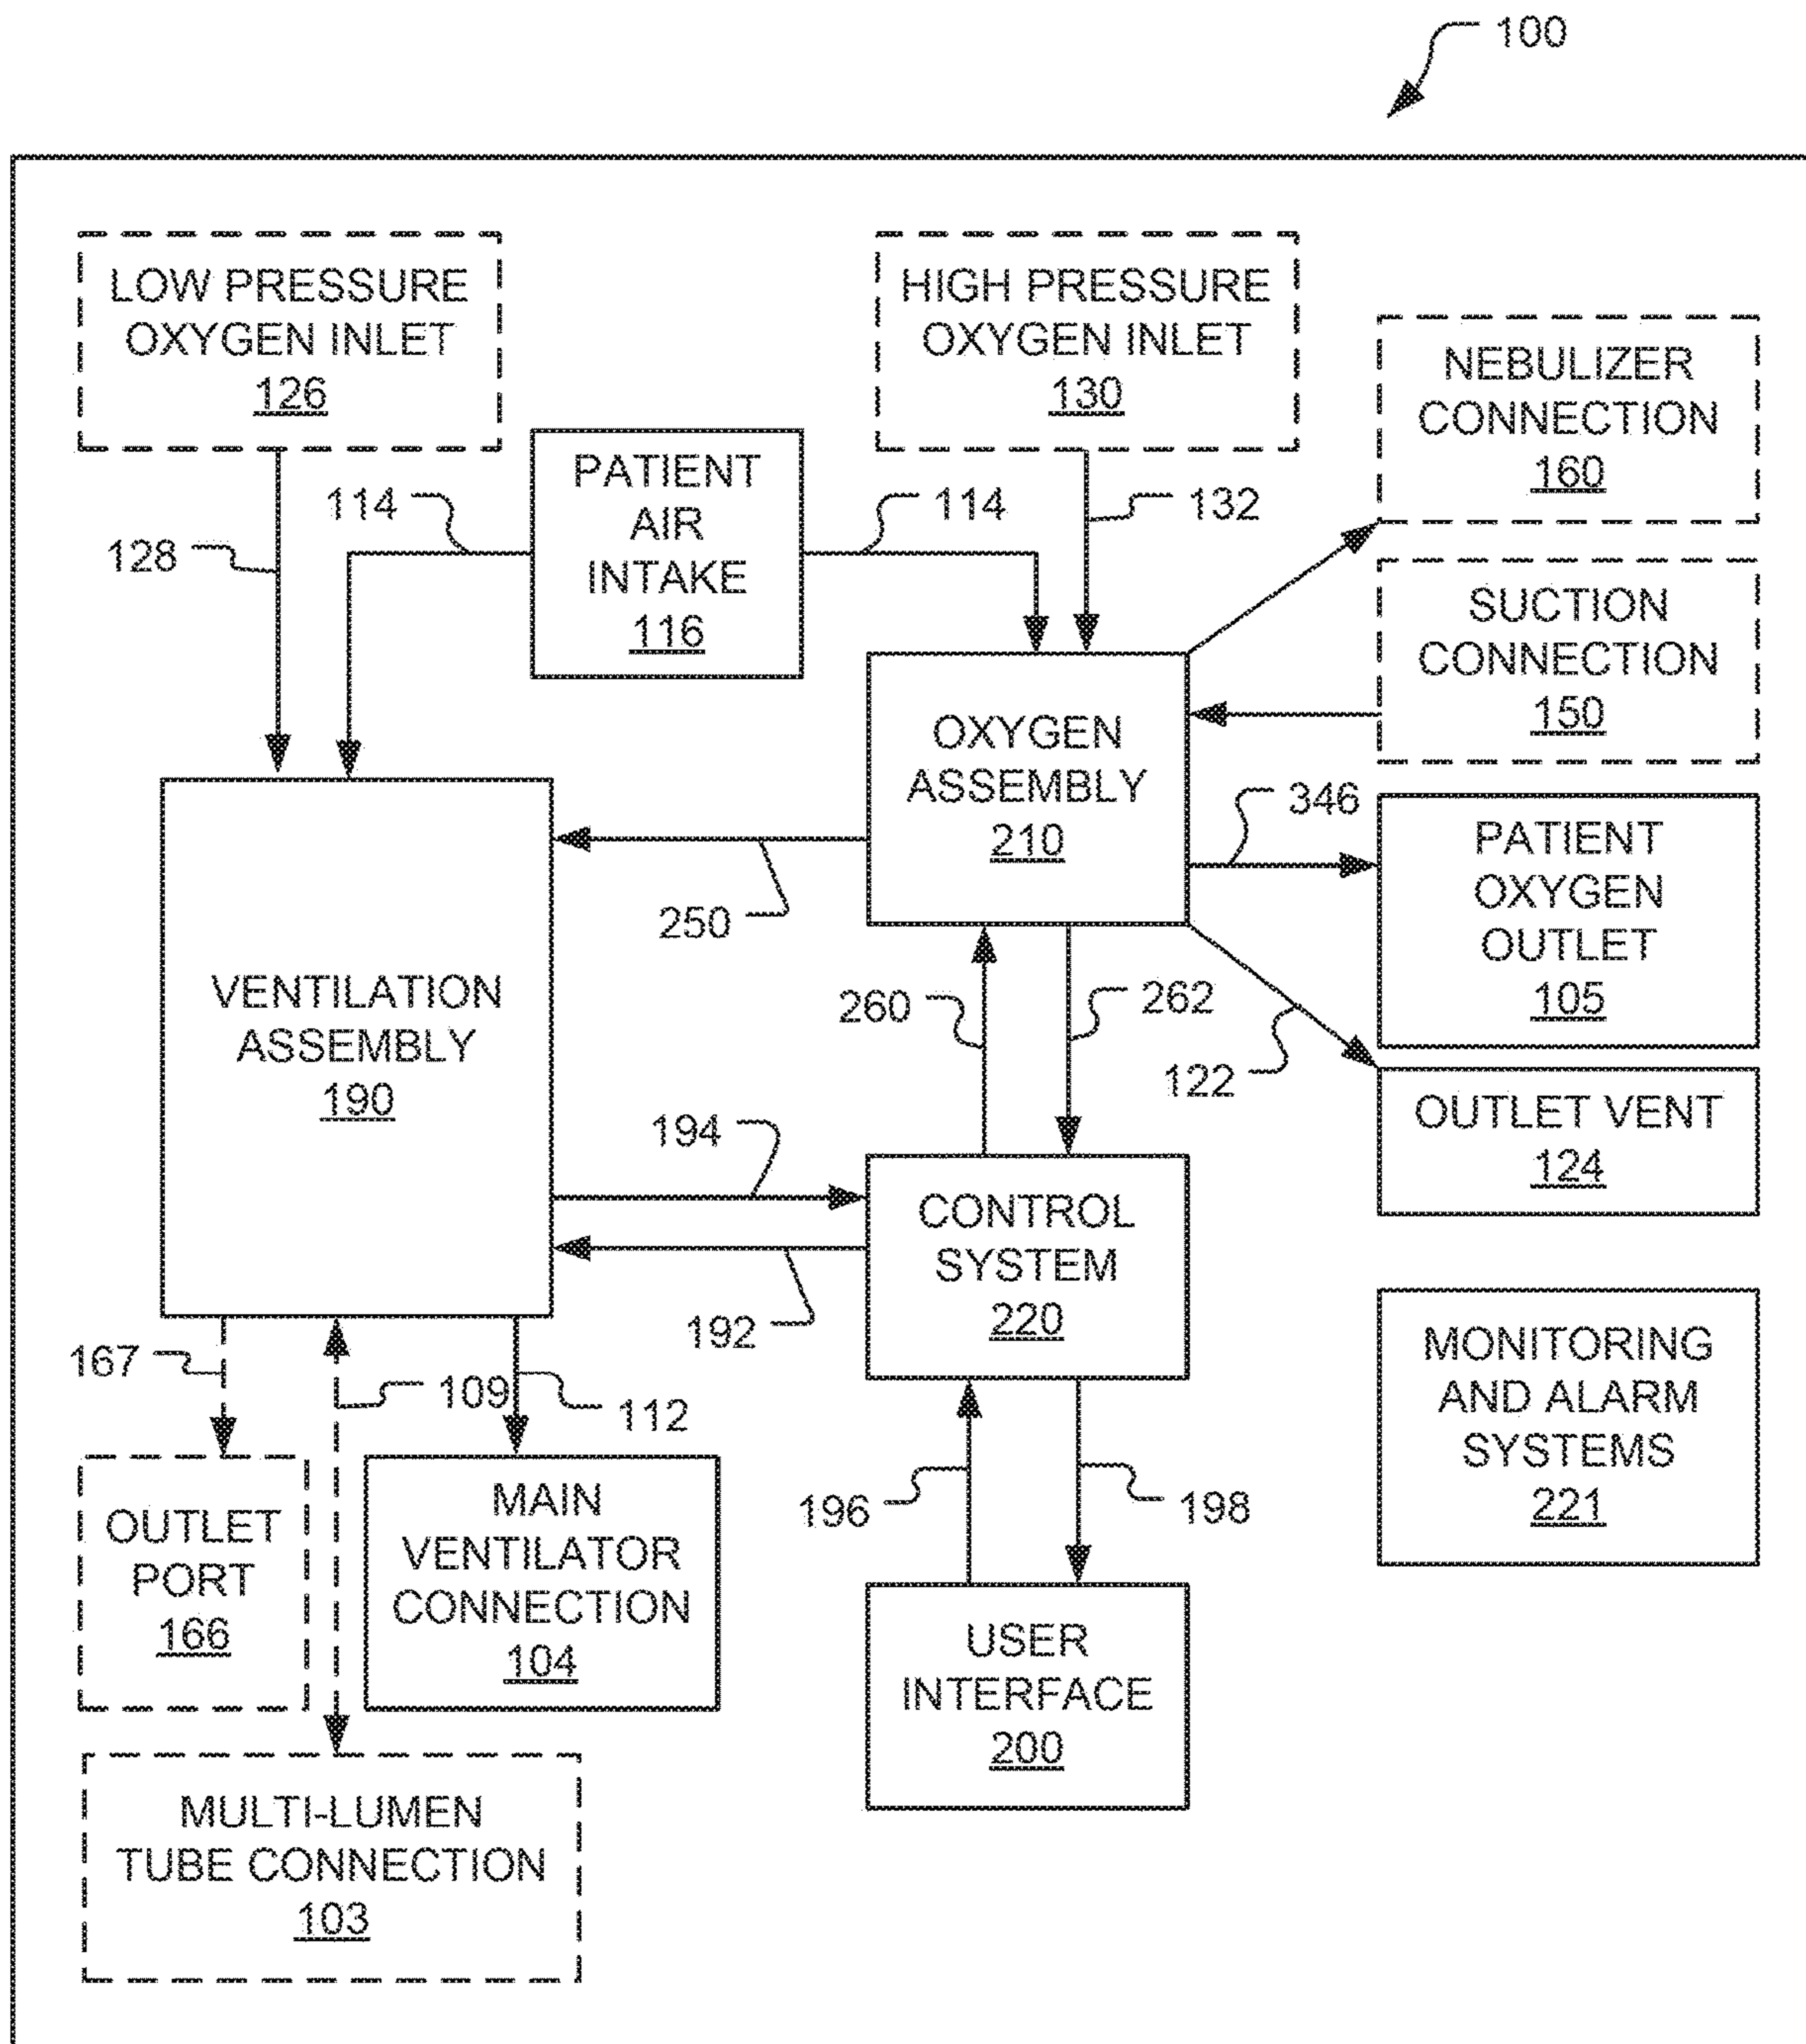 100
LOW PRESSURE
OXYGEN INLET
126
HIGH PRESSURE
OXYGEN INLET
130
NEBULIZER
CONNECTION
160
PATIENT
AIR
INTAKE
116
114
114
132
128
SUCTION
CONNECTION
150
OXYGEN
ASSEMBLY
210
346
PATIENT
OXYGEN
OUTLET
105
250
VENTILATION
ASSEMBLY
190
260
262
122
OUTLET VENT
124
194
CONTROL
SYSTEM
220
192
MONITORING
AND ALARM
SYSTEMS
221
167
109
112
OUTLET
PORT
166
MAIN
VENTILATOR
CONNECTION
104
196
198
USER
INTERFACE
200
MULTI-LUMEN
TUBE CONNECTION
103